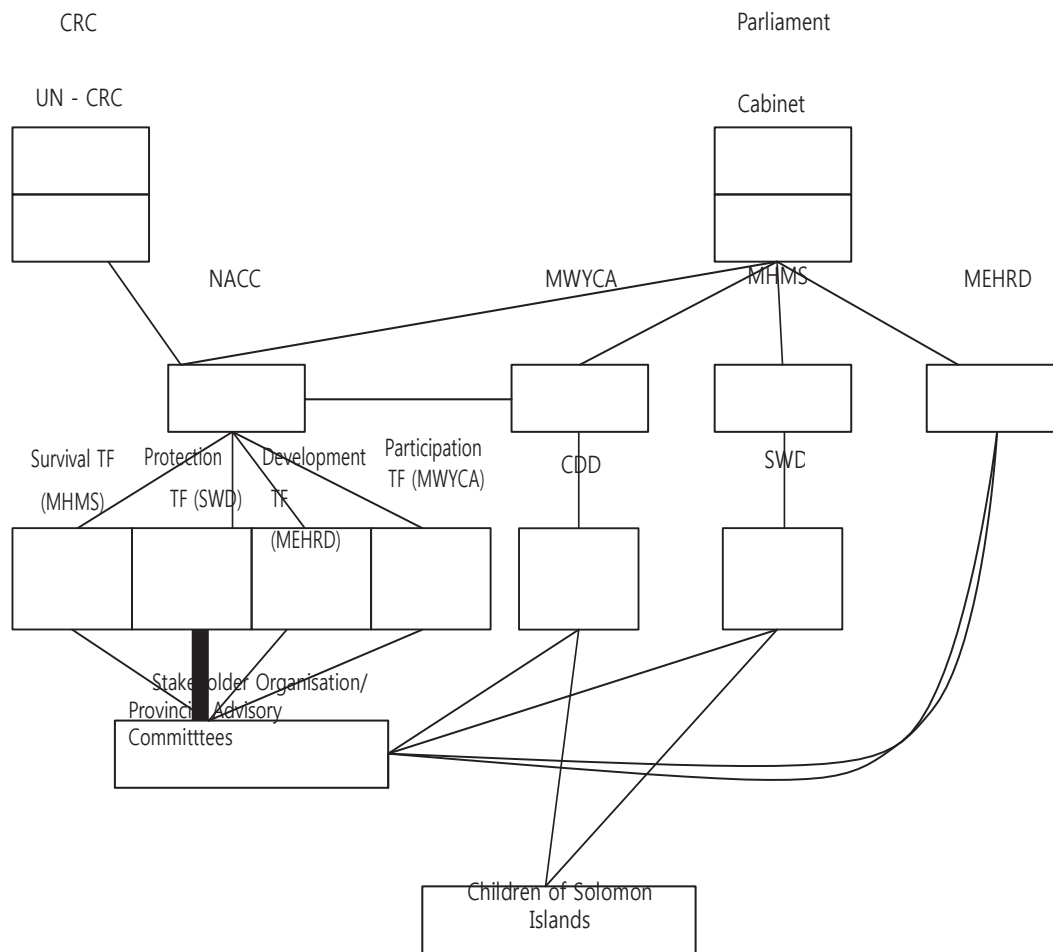 CRC
Parliament
UN - CRC
Cabinet
NACC
MWYCA
MHMS
MEHRD
Survival TF
(MHMS)
Protection
TF (SWD)
Development
TF
(MEHRD)
Participation
TF (MWYCA)
CDD
SWD
Stakeholder Organisation/
Provincial Advisory
Committtees
Children of Solomon
Islands